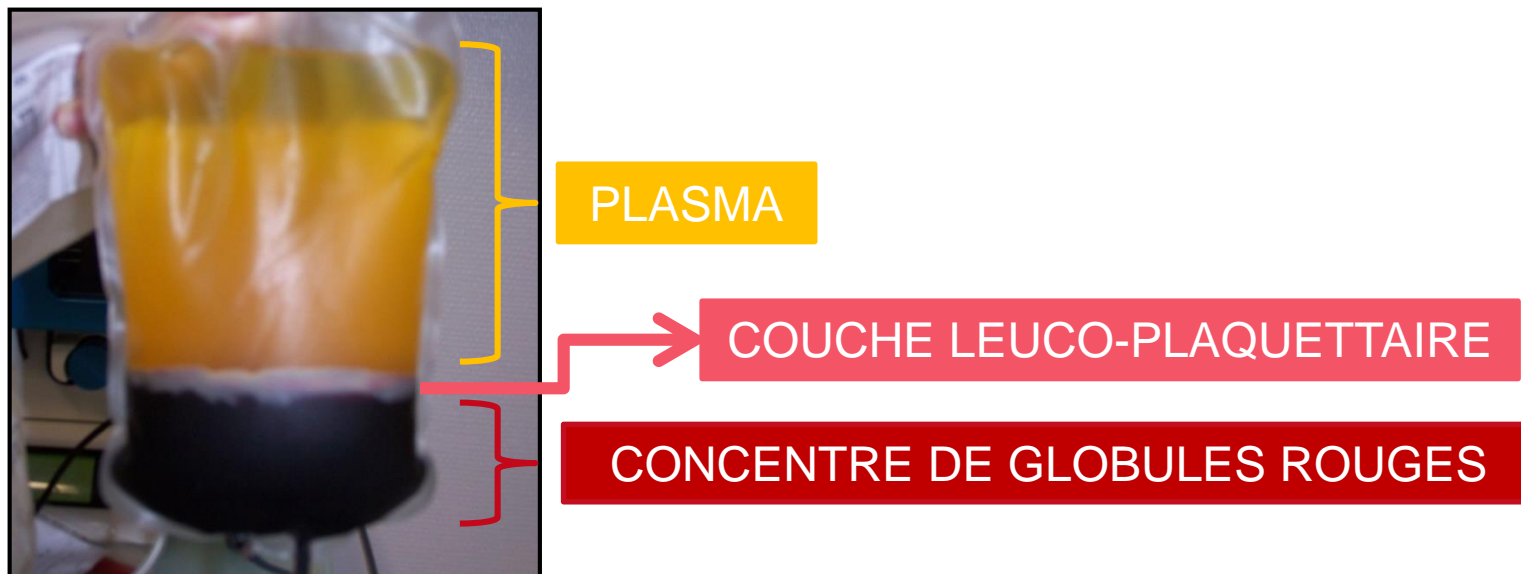 PLASMA
COUCHE LEUCO-PLAQUETTAIRE
CONCENTRE DE GLOBULES ROUGES